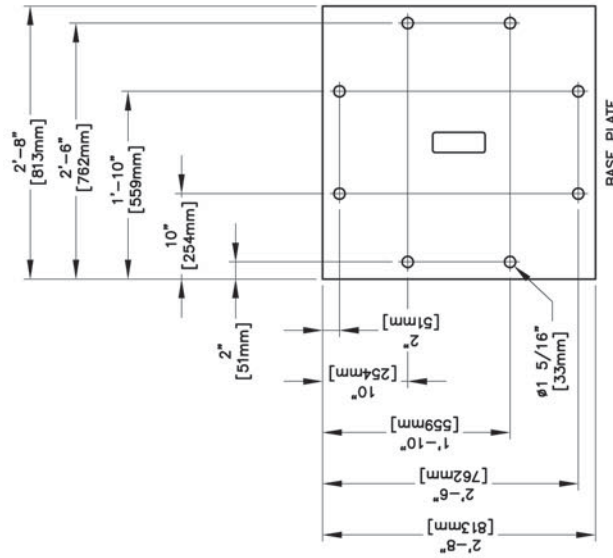 2'-8"
[813mm]
2'-6"
[762mm]
1'-10"
[559mm]
10"
[254mm]
2"
[51mm]
2"
[51mm]
10"
[254mm]
1'-10"
[559mm]
2'-6"
[762mm]
2'-8"
[813mm]
ø1 5/16"
[33mm]
BASE PLATE